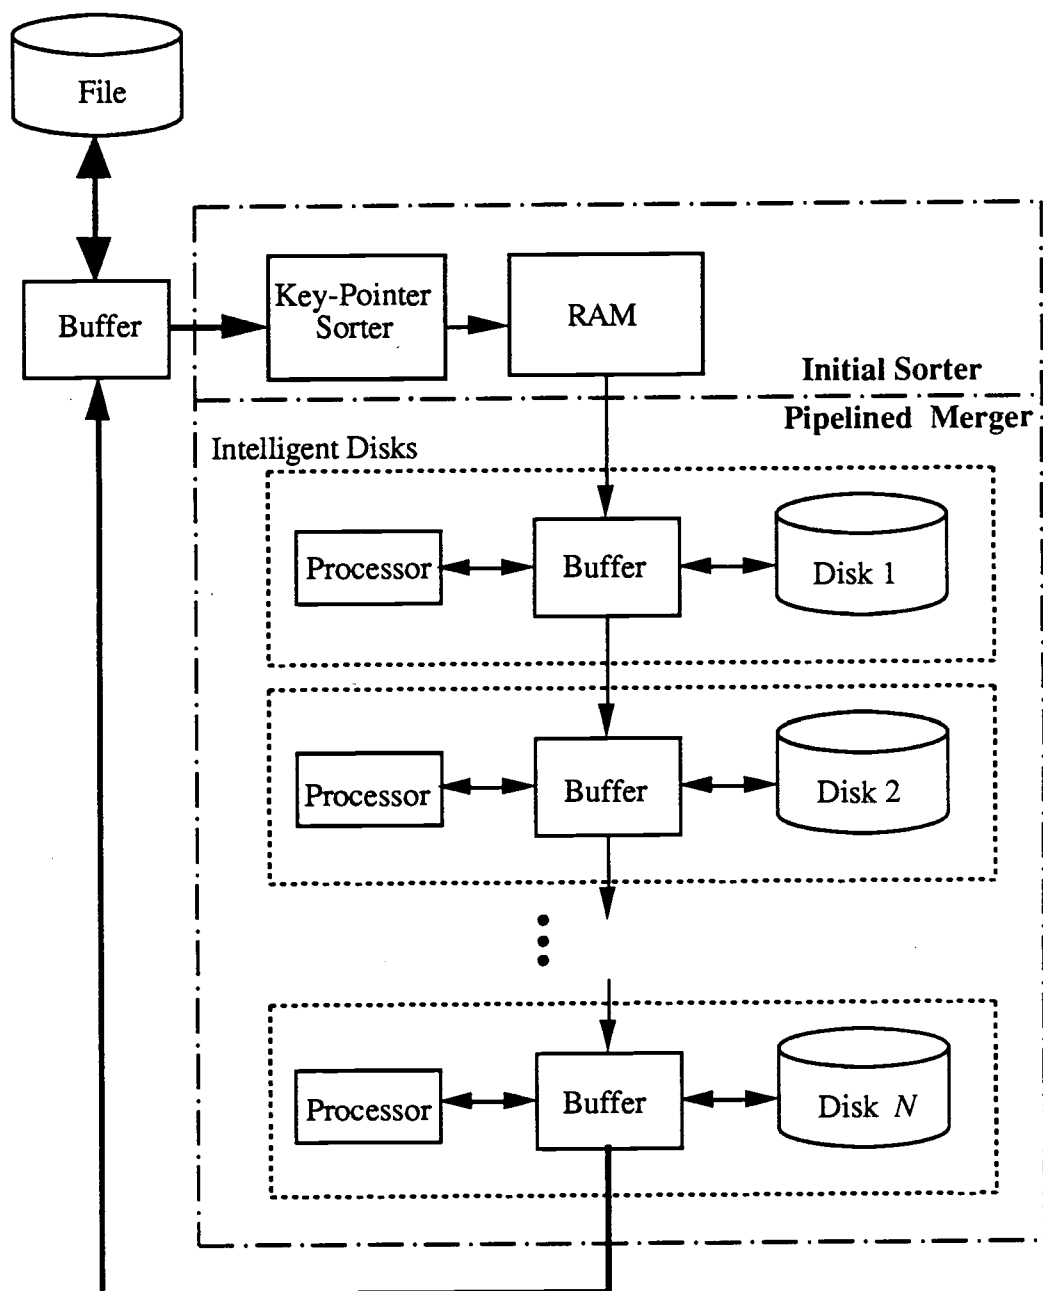 File
Buffer
Key-Pointer
Sorter
RAM
Initial Sorter
Pipelined Merger
Intelligent Disks
Processor
Buffer
Disk 1
Processor
Buffer
Disk 2
Processor
Buffer
Disk N